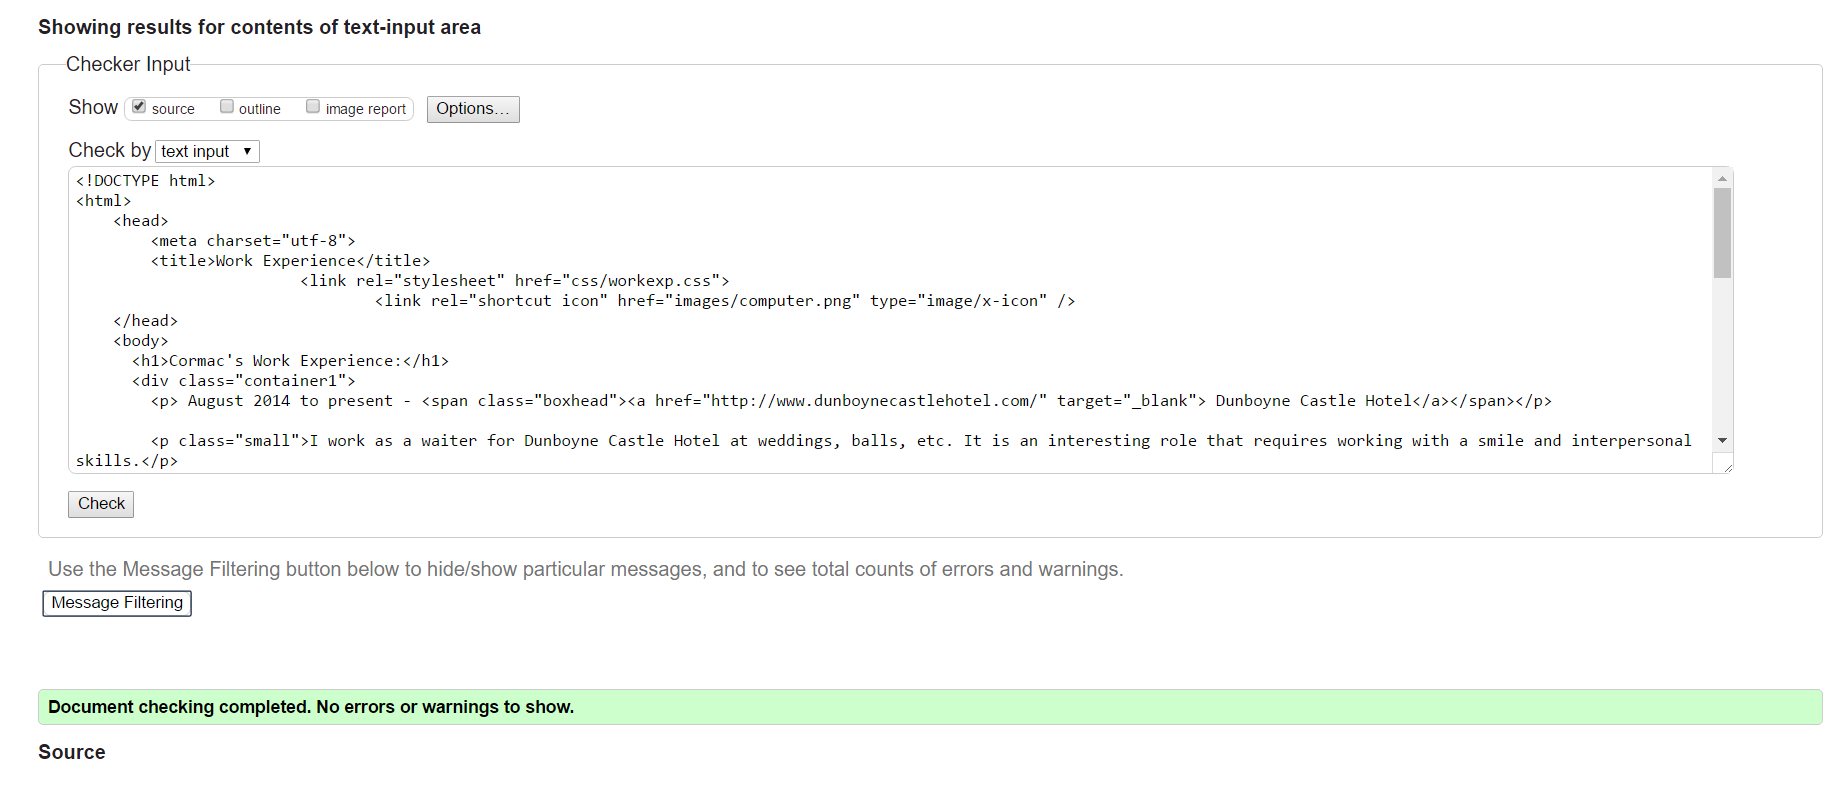 Showing results for contents of text-input area
Checker Input
Show source outline image report Options...
Check by text input
<!DOCTYPE html>
<html>
<head>
<meta charset="utf-8">
<title>Work Experience</title>
<link rel="stylesheet" href="css/workexp.css">
<link rel="shortcut icon" href="images/computer.png" type="image/x-icon" />
</head>
<body>
<h1>Cormac's Work Experience:</h1>
<div class="container1">
<p> August 2014 to present - <span class="boxhead"><a href="http://www.dunboynecastlehotel.com/" target="_blank"> Dunboyne Castle Hotel</a></span></p>
<p class="small">I work as a waiter for Dunboyne Castle Hotel at weddings, balls, etc. It is an interesting role that requires working with a smile and interpersonal
skills.</p>
Check
Use the Message Filtering button below to hide/show particular messages, and to see total counts of errors and warnings.
Message Filtering
Document checking completed. No errors or warnings to show.
Source